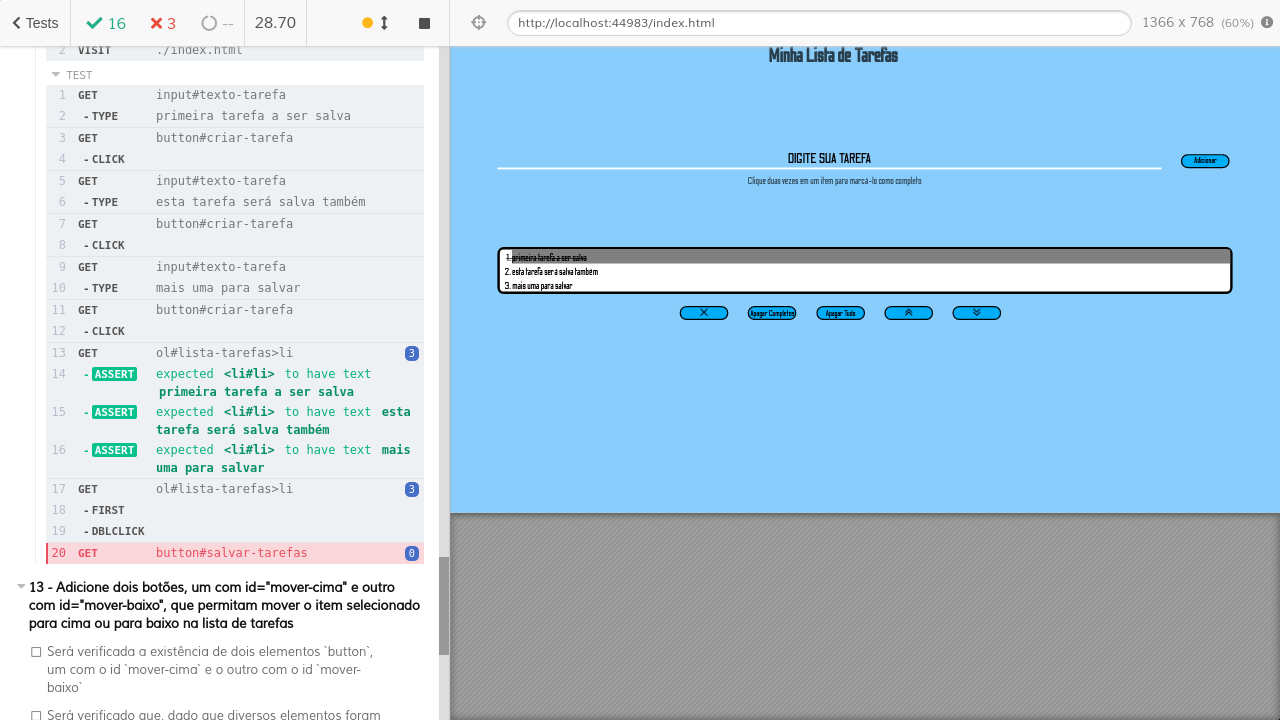 Tests
16
3
--
28.70
http://localhost:44983/index.html
1366 x 768 (60%)
2 VISIT ./index.html
TEST
1 GET input#texto-tarefa
2 -TYPE primeira tarefa a ser salva
3 GET button#criar-tarefa
4 -CLICK
5 GET input#texto-tarefa
6 -TYPE esta tarefa será salva também
7 GET button#criar-tarefa
8 -CLICK
9 GET input#texto-tarefa
10 -TYPE mais uma para salvar
11 GET button#criar-tarefa
12 -CLICK
13 GET ol#lista-tarefas>li 3
14 -ASSERT expected <li#li> to have text
primeira tarefa a ser salva
15 -ASSERT expected <li#li> to have text esta
tarefa será salva também
16 -ASSERT expected <li#li> to have text mais
uma para salvar
17 GET ol#lista-tarefas>li 3
18 -FIRST
19 -DBLCLICK
20 GET button#salvar-tarefas 0
13 - Adicione dois botões, um com id="mover-cima" e outro
com id="mover-baixo", que permitam mover o item selecionado
para cima ou para baixo na lista de tarefas
Será verificada a existência de dois elementos `button`,
um com o id `mover-cima` e o outro com o id `mover-
baixo`
Será verificado que, dado que diversos elementos foram
Minha Lista de Tarefas
DIGITE SUA TAREFA
Adicionar
Clique duas vezes em um item para marcá-lo como completo
1. primeira tarefa a ser salva
2. esta tarefa será salva também
3. mais uma para salvar
Apagar Completos
Apagar Tudo